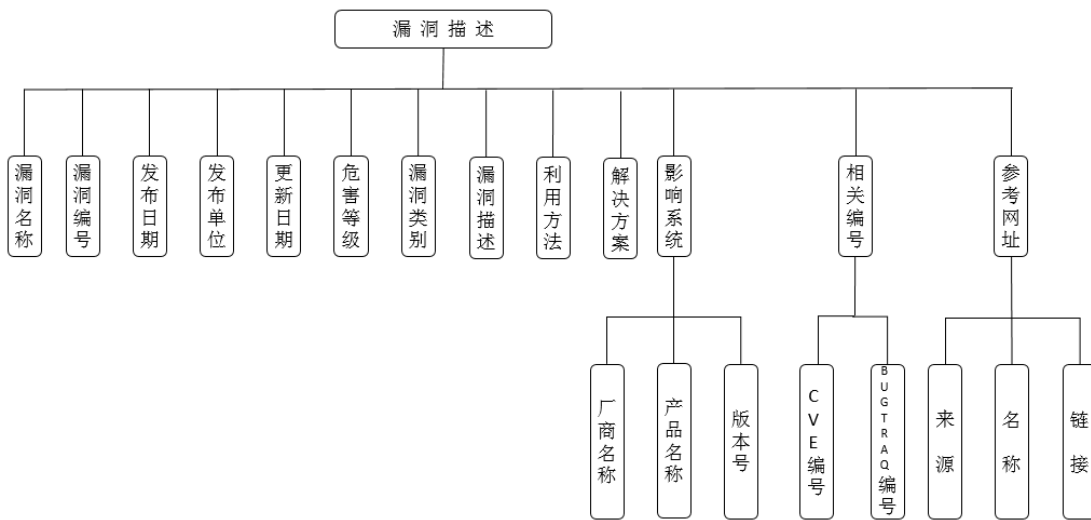 漏洞描述
漏洞名称
漏洞编号
发布日期
发布单位
更新日期
危害等级
漏洞类别
漏洞描述
利用方法
解决方案
影响系统
相关编号
参考网址
厂商名称
产品名称
版本号
CVE编号
BUGTRAQ编号
来源
名称
链接